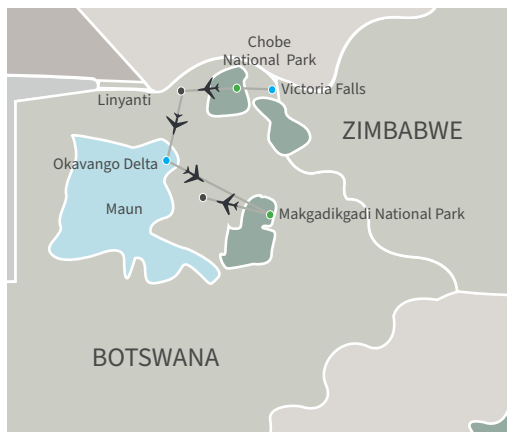 Chobe
National Park
Linyanti
Victoria Falls
ZIMBABWE
Okavango Delta
Maun
Makgadikgadi National Park
BOTSWANA